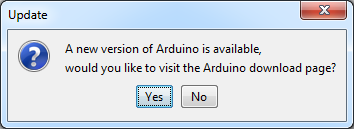 Update
A new version of Arduino is available,
would you like to visit the Arduino download page?
Yes No